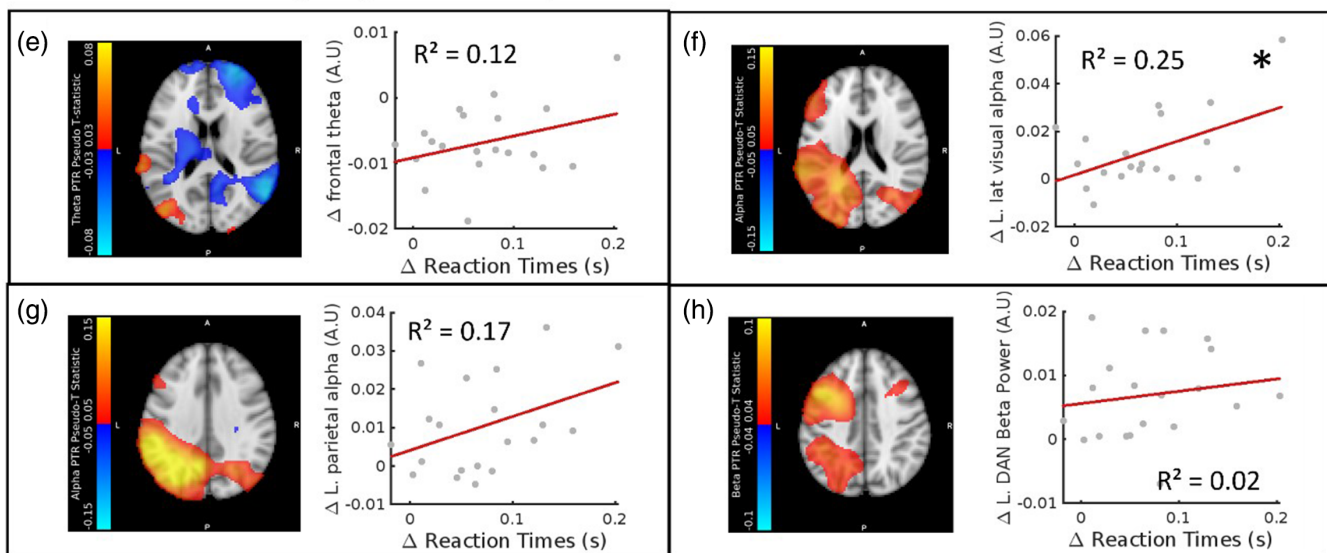 (e)
Theta PTR Pseudo T-statistic
0.08
0.03
-0.03
-0.08
A
L
R
P
Δ frontal theta (A.U)
0.01
0
-0.01
-0.02
R² = 0.12
0
0.1
0.2
Δ Reaction Times (s)
(f)
Alpha PTR Pseudo-T Statistic
0.15
0.05
-0.05
-0.15
A
L
R
P
Δ L. lat visual alpha (A.U)
0.06
0.04
0.02
0
-0.02
R² = 0.25
*
0
0.1
0.2
Δ Reaction Times (s)
(g)
Alpha PTR Pseudo-T Statistic
0.15
0.05
-0.05
-0.15
A
L
R
P
Δ L. parietal alpha (A.U)
0.04
0.03
0.02
0.01
0
-0.01
R² = 0.17
0
0.1
0.2
Δ Reaction Times (s)
(h)
Beta PTR Pseudo-T Statistic
0.1
0.04
-0.04
-0.1
A
L
R
P
Δ L. DAN Beta Power (A.U)
0.02
0.01
0
-0.01
R² = 0.02
0
0.1
0.2
Δ Reaction Times (s)